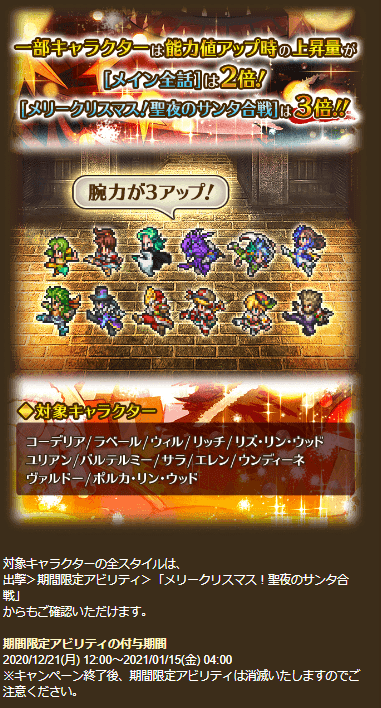 一部キャラクターは能力値アップ時の上昇量が
[メイン全話]は2倍!
[メリークリスマス!聖夜のサンタ合戦]は3倍!!
腕力が3アップ!
◆対象キャラクター
コーデリア/ラベール/ウィル/リッチ/リズ・リン・ウッド
ユリアン/バルテルミー/サラ/エレン/ウンディーネ
ヴァルドー/ポルカ・リン・ウッド
対象キャラクターの全スタイルは、
出撃>期間限定アビリティ>「メリークリスマス!聖夜のサンタ合
戦」
からもご確認いただけます。
期間限定アビリティの付与期間
2020/12/21(月) 12:00〜2021/01/15(金) 04:00
※キャンペーン終了後、期間限定アビリティは消滅いたしますのでご
注意ください。